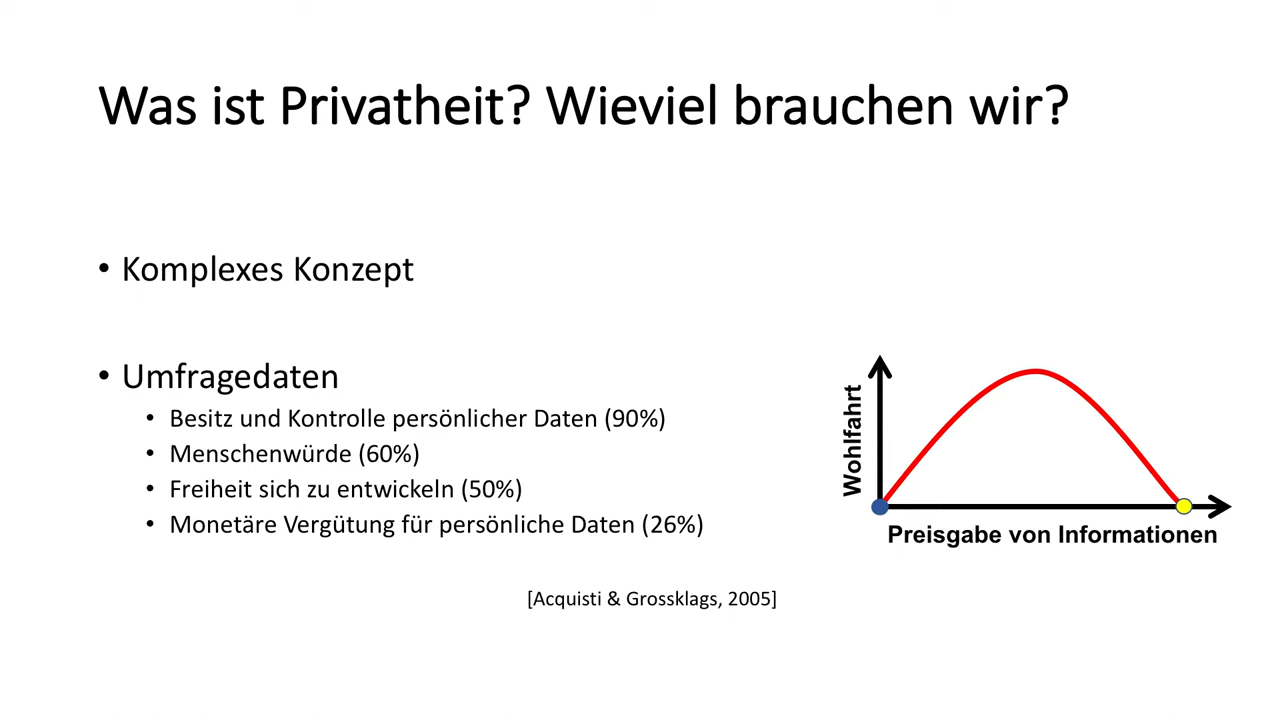 Was ist Privatheit? Wieviel brauchen wir?
• Komplexes Konzept
• Umfragedaten
• Besitz und Kontrolle persönlicher Daten (90%)
• Menschenwürde (60%)
• Freiheit sich zu entwickeln (50%)
• Monetäre Vergütung für persönliche Daten (26%)
Wohlfahrt
Preisgabe von Informationen
[Acquisti & Grossklags, 2005]